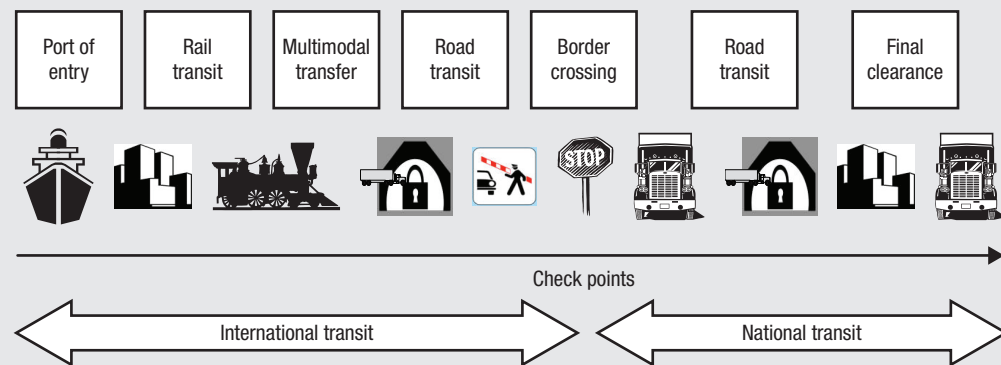 Port of
entry
Rail
transit
Multimodal
transfer
Road
transit
Border
crossing
Road
transit
Final
clearance
STOP
Check points
International transit
National transit